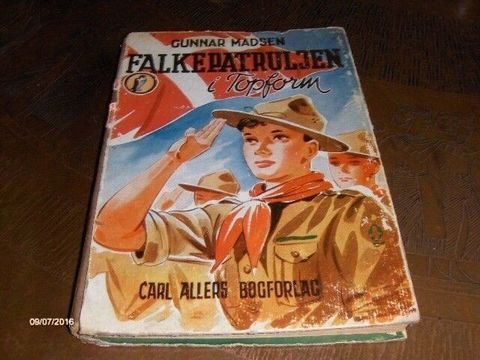 GUNNAR MADSEN
FALKEPATRULJEN
i Topform
CARL ALLERS BOGFORLAG
09/07/2016